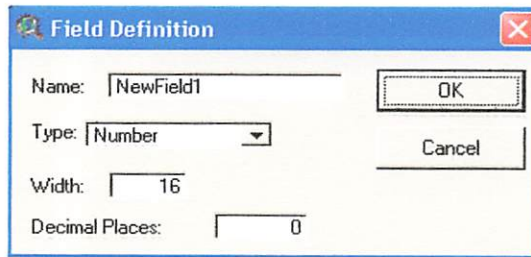 Field Definition
Name: NewField1
OK
Type: Number
Cancel
Width: 16
Decimal Places: 0